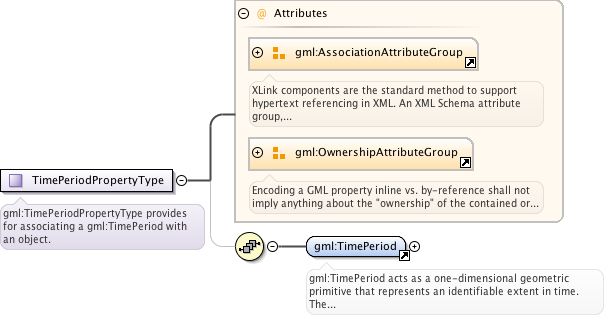 @ Attributes
gml:AssociationAttributeGroup
XLink components are the standard method to support
hypertext referencing in XML. An XML Schema attribute
group,...
gml:OwnershipAttributeGroup
Encoding a GML property inline vs. by-reference shall not
imply anything about the "ownership" of the contained or...
TimePeriodPropertyType
gml:TimePeriodPropertyType provides
for associating a gml:TimePeriod with
an object.
gml:TimePeriod
gml:TimePeriod acts as a one-dimensional geometric
primitive that represents an identifiable extent in time.
The...